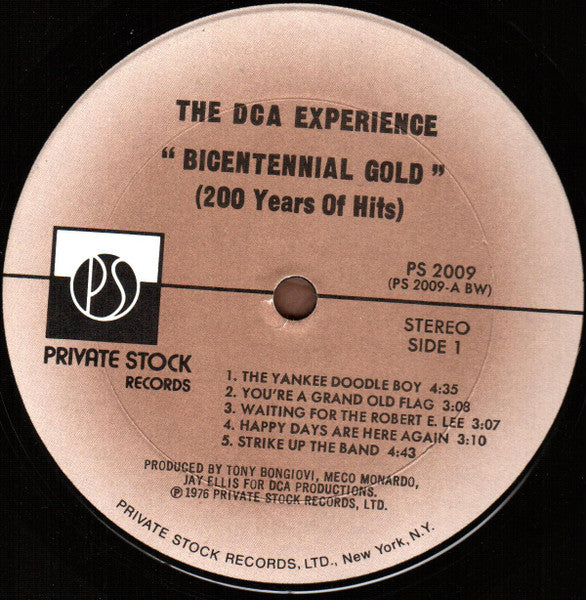 THE DCA EXPERIENCE
“ BICENTENNIAL GOLD ”
(200 Years Of Hits)
PS
PRIVATE STOCK
RECORDS
PS 2009
(PS 2009-A BW)
STEREO
SIDE 1
1. THE YANKEE DOODLE BOY 4:35
2. YOU'RE A GRAND OLD FLAG 3:08
3. WAITING FOR THE ROBERT E. LEE 3:07
4. HAPPY DAYS ARE HERE AGAIN 3:10
5. STRIKE UP THE BAND 4:43
PRODUCED BY TONY BONGIOVI, MECO MONARDO,
JAY ELLIS FOR DCA PRODUCTIONS.
Ⓟ 1976 PRIVATE STOCK RECORDS, LTD.
PRIVATE STOCK RECORDS, LTD., New York, N.Y.